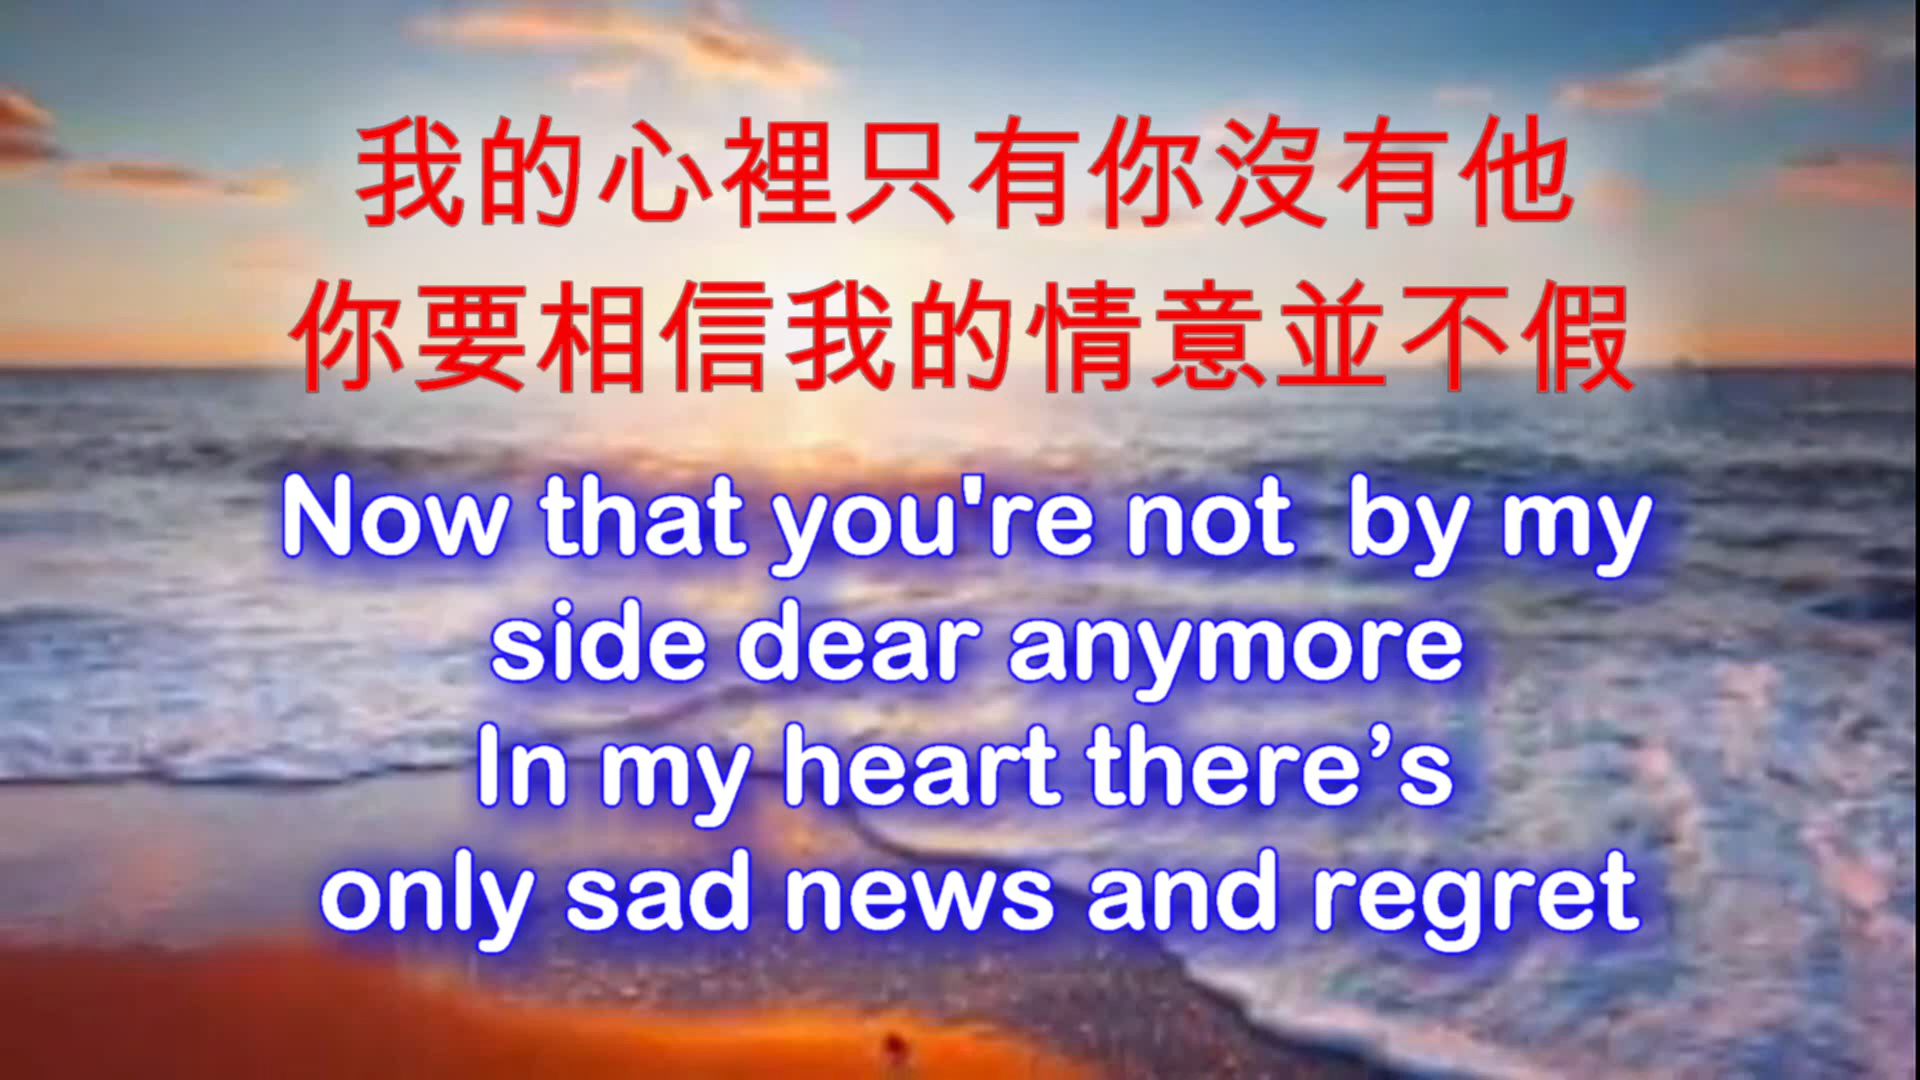 我的心裡只有你沒有他
你要相信我的情意並不假
Now that you're not by my
side dear anymore
In my heart there’s
only sad news and regret